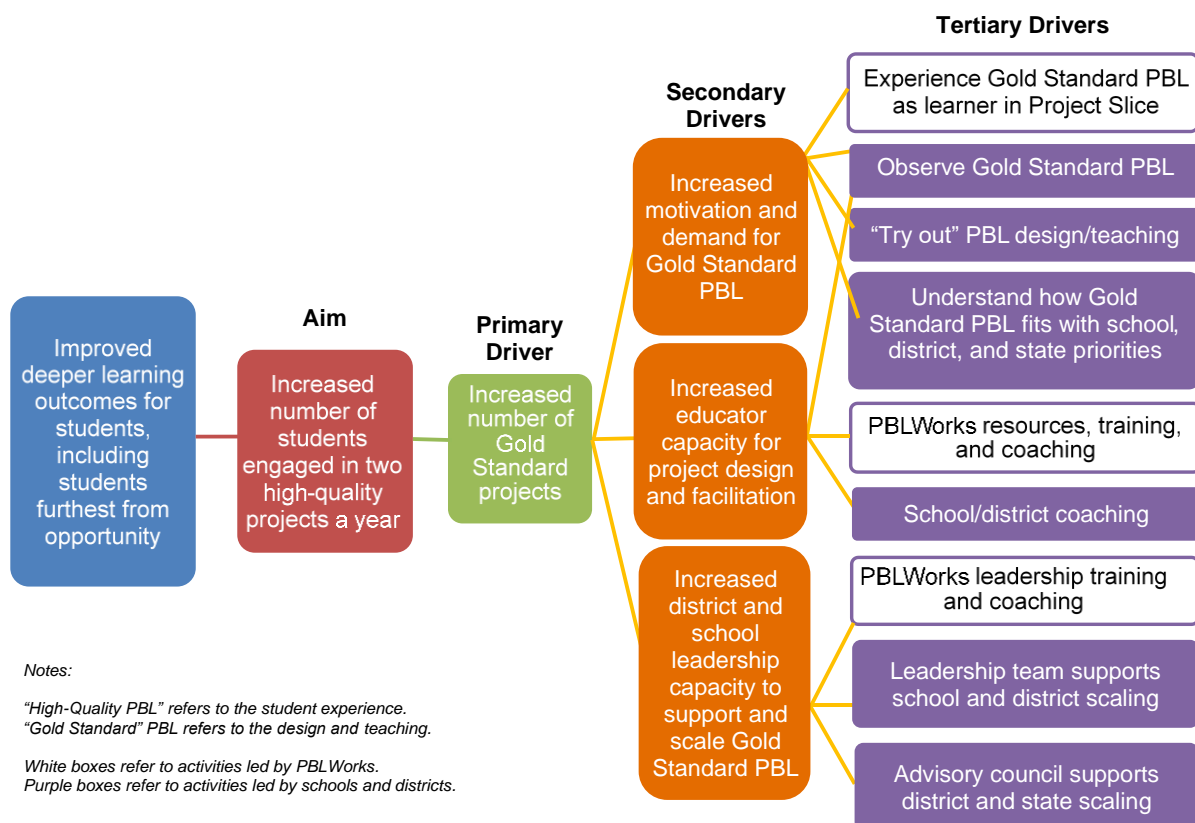 Tertiary Drivers
Experience Gold Standard PBL
as learner in Project Slice
Secondary
Drivers
Observe Gold Standard PBL
Increased
motivation and
demand for
Gold Standard
PBL
“Try out” PBL design/teaching
Understand how Gold
Standard PBL fits with school,
district, and state priorities
Aim
Primary
Driver
Improved
deeper learning
outcomes for
students,
including
students
furthest from
opportunity
Increased
number of
students
engaged in two
high-quality
projects a year
Increased
number of
Gold
Standard
projects
Increased
educator
capacity for
project design
and facilitation
PBLWorks resources, training,
and coaching
School/district coaching
Increased
district and
school
leadership
capacity to
support and
scale Gold
Standard PBL
PBLWorks leadership training
and coaching
Leadership team supports
school and district scaling
Advisory council supports
district and state scaling
Notes:
“High-Quality PBL” refers to the student experience.
“Gold Standard” PBL refers to the design and teaching.
White boxes refer to activities led by PBLWorks.
Purple boxes refer to activities led by schools and districts.